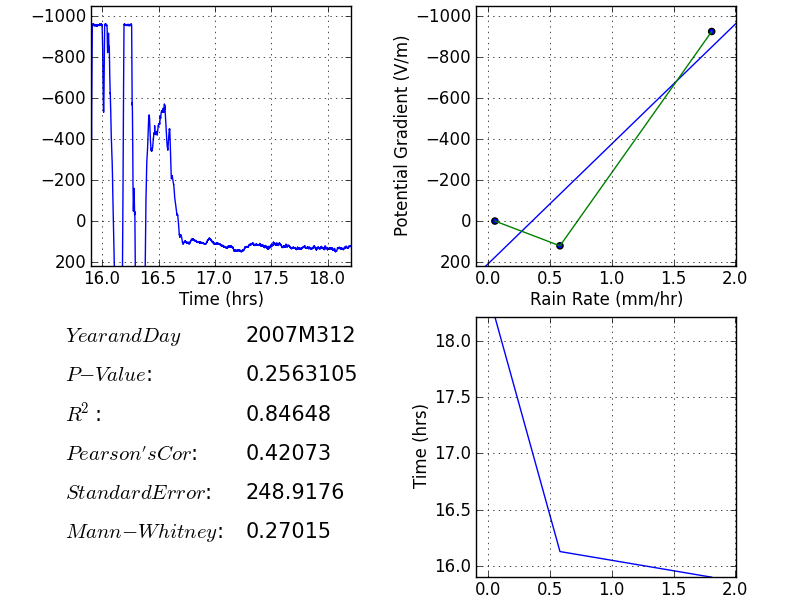 −1000
−800
−600
−400
−200
0
200
16.0 16.5 17.0 17.5 18.0
Time (hrs)
−1000
−800
−600
−400
−200
0
200
Potential Gradient (V/m)
0.0 0.5 1.0 1.5 2.0
Rain Rate (mm/hr)
YearandDay 2007M312
P−Value: 0.2563105
R²: 0.84648
Pearson'sCor: 0.42073
StandardError: 248.9176
Mann−Whitney: 0.27015
18.0
17.5
17.0
16.5
16.0
Time (hrs)
0.0 0.5 1.0 1.5 2.0